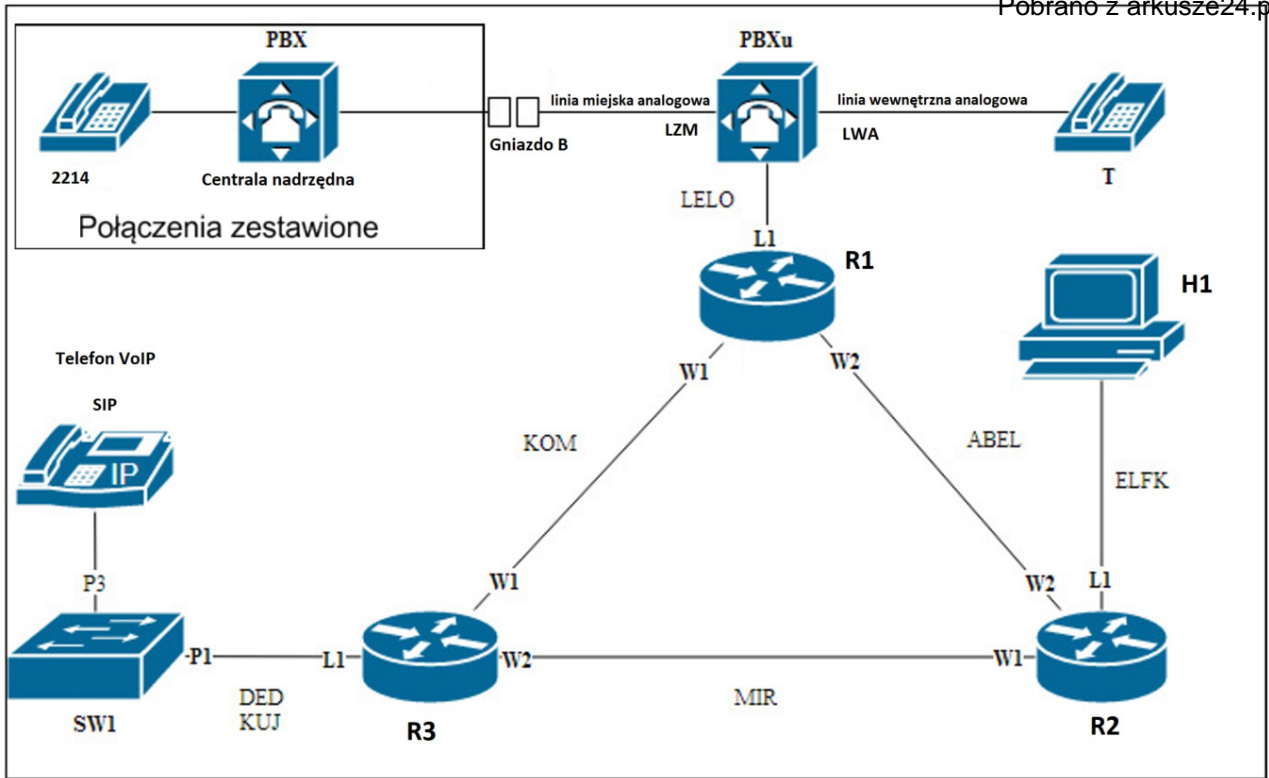 Pobrano z arkusze24.p
PBX
PBXu
linia miejska analogowa
linia wewnętrzna analogowa
LZM
LWA
Gniazdo B
2214
Centrala nadrzędna
T
Połączenia zestawione
LELO
L1
R1
H1
Telefon VoIP
SIP
W1
W2
KOM
ABEL
IP
ELFK
P3
W1
W2
L1
-P1
L1
W2
W1
DED
KUJ
MIR
SW1
R3
R2